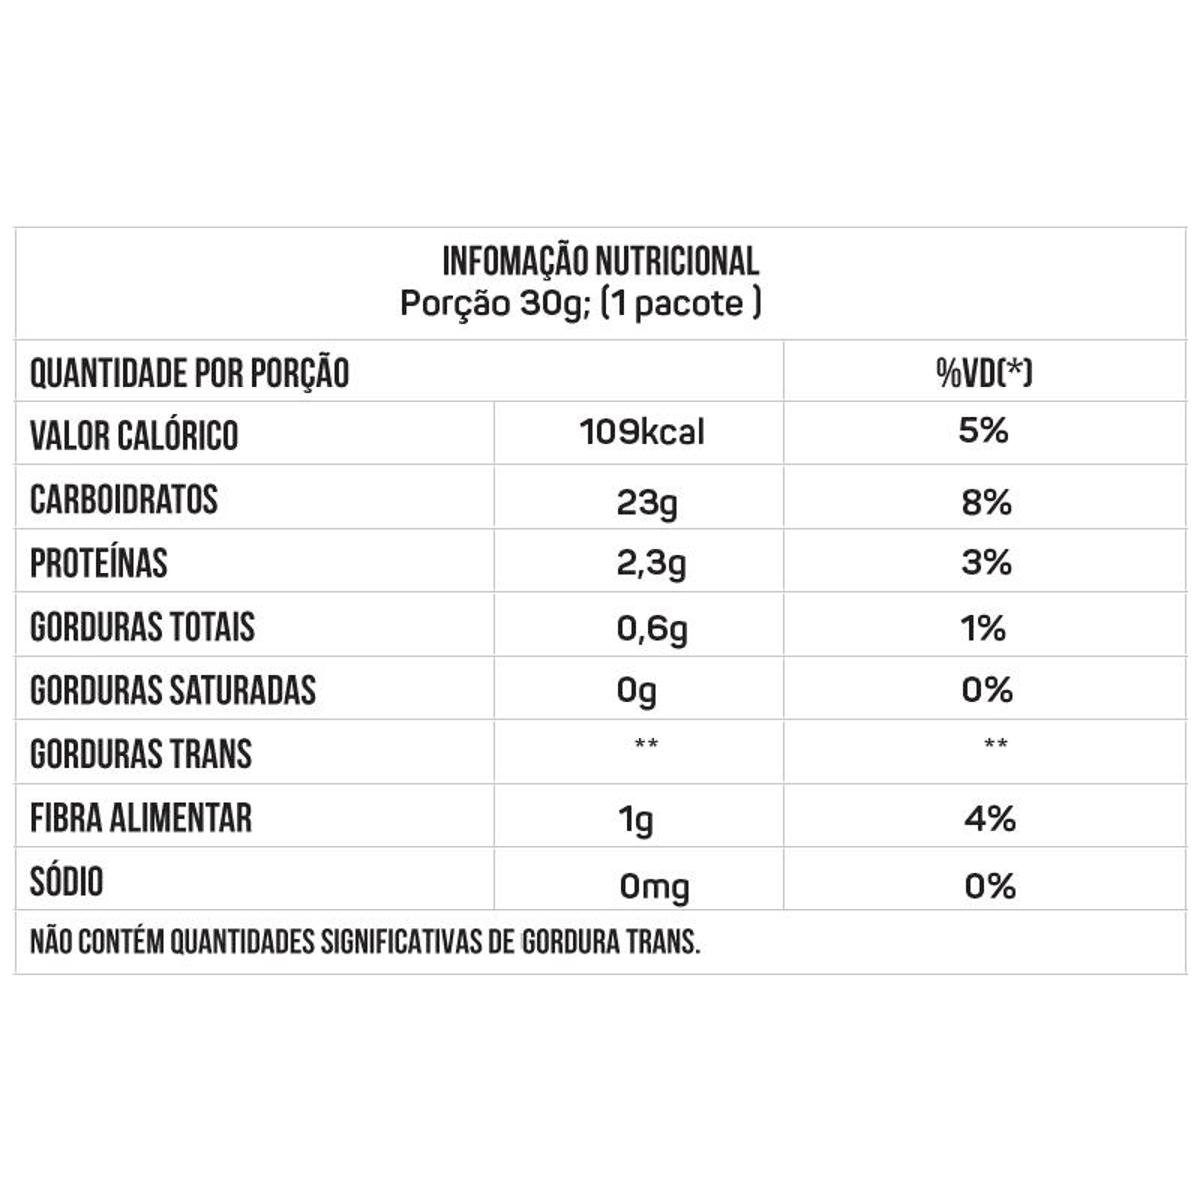 INFOMAÇÃO NUTRICIONAL
Porção 30g; (1 pacote )
QUANTIDADE POR PORÇÃO %VD(*)
VALOR CALÓRICO 109kcal 5%
CARBOIDRATOS 23g 8%
PROTEÍNAS 2,3g 3%
GORDURAS TOTAIS 0,6g 1%
GORDURAS SATURADAS 0g 0%
GORDURAS TRANS ** **
FIBRA ALIMENTAR 1g 4%
SÓDIO 0mg 0%
NÃO CONTÉM QUANTIDADES SIGNIFICATIVAS DE GORDURA TRANS.